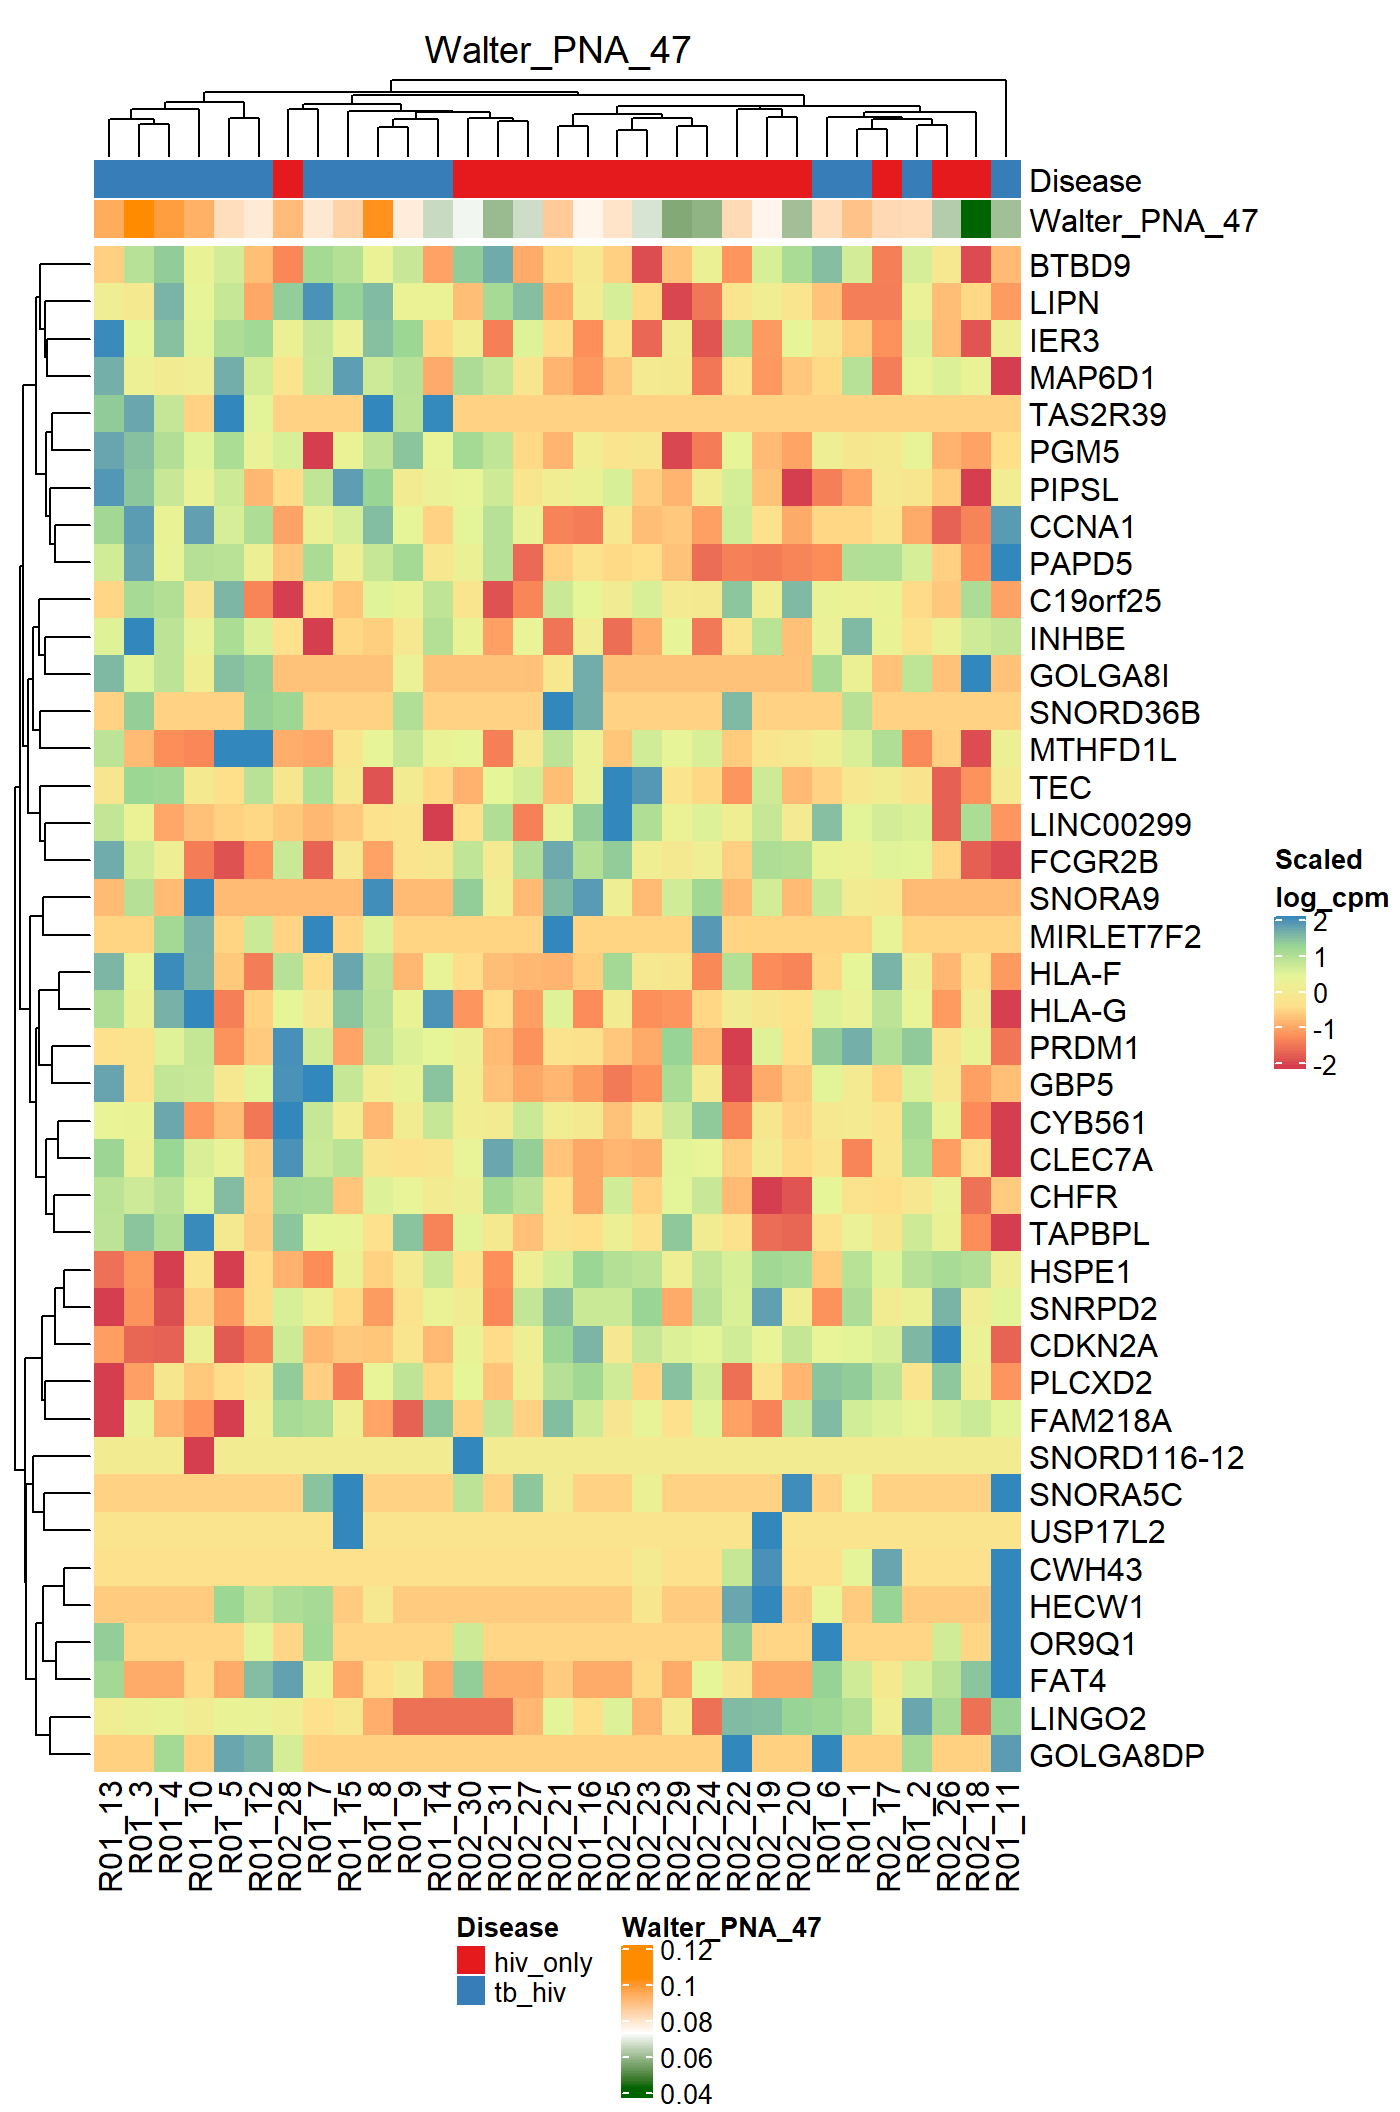 Walter_PNA_47
Disease
Walter_PNA_47
BTBD9
LIPN
IER3
MAP6D1
TAS2R39
PGM5
PIPSL
CCNA1
PAPD5
C19orf25
INHBE
GOLGA8I
SNORD36B
MTHFD1L
TEC
LINC00299
FCGR2B
SNORA9
MIRLET7F2
HLA-F
HLA-G
PRDM1
GBP5
CYB561
CLEC7A
CHFR
TAPBPL
HSPE1
SNRPD2
CDKN2A
PLCXD2
FAM218A
SNORD116-12
SNORA5C
USP17L2
CWH43
HECW1
OR9Q1
FAT4
LINGO2
GOLGA8DP
Scaled
log_cpm
2
1
0
-1
-2
R01_13
R01_3
R01_4
R01_10
R01_5
R01_12
R02_28
R01_7
R01_15
R01_8
R01_9
R01_14
R02_30
R02_31
R02_27
R02_21
R01_16
R02_25
R02_23
R02_29
R02_24
R02_22
R02_19
R02_20
R01_6
R01_1
R02_17
R01_2
R02_26
R02_18
R01_11
Disease
hiv_only
tb_hiv
Walter_PNA_47
0.12
0.1
0.08
0.06
0.04